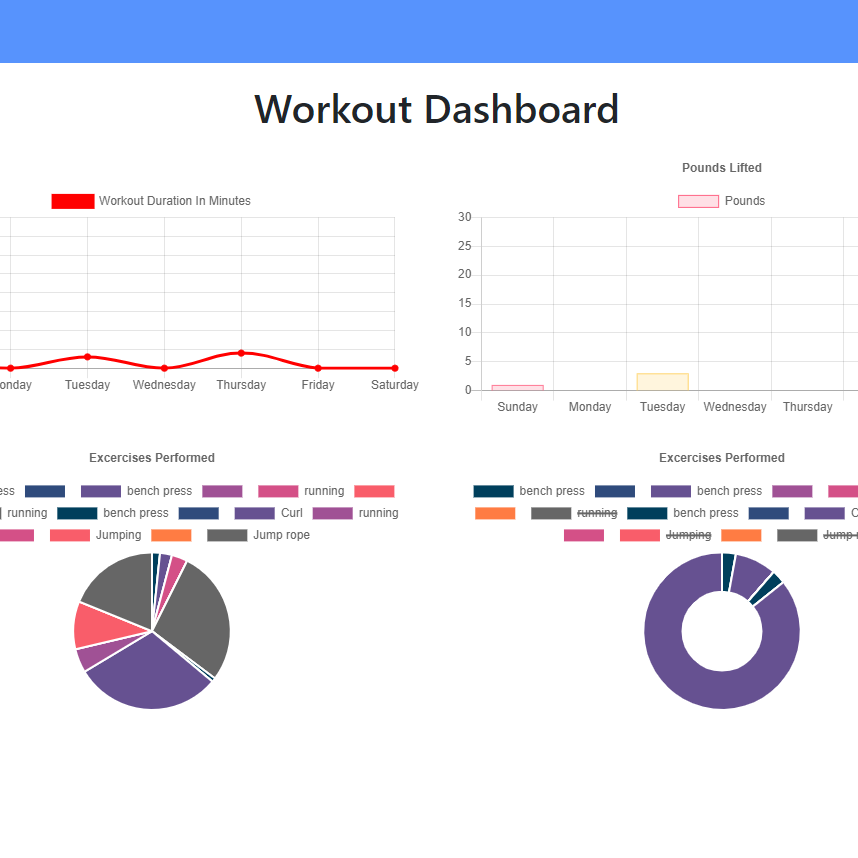 Workout Dashboard
Workout Duration In Minutes
Tuesday Wednesday Thursday Friday Saturday
Pounds Lifted
Pounds
30
25
20
15
10
5
0
Sunday Monday Tuesday Wednesday Thursday
Excercises Performed
bench press running
running bench press Curl running
Jumping Jump rope
Excercises Performed
bench press bench press
running bench press
Jumping Jump